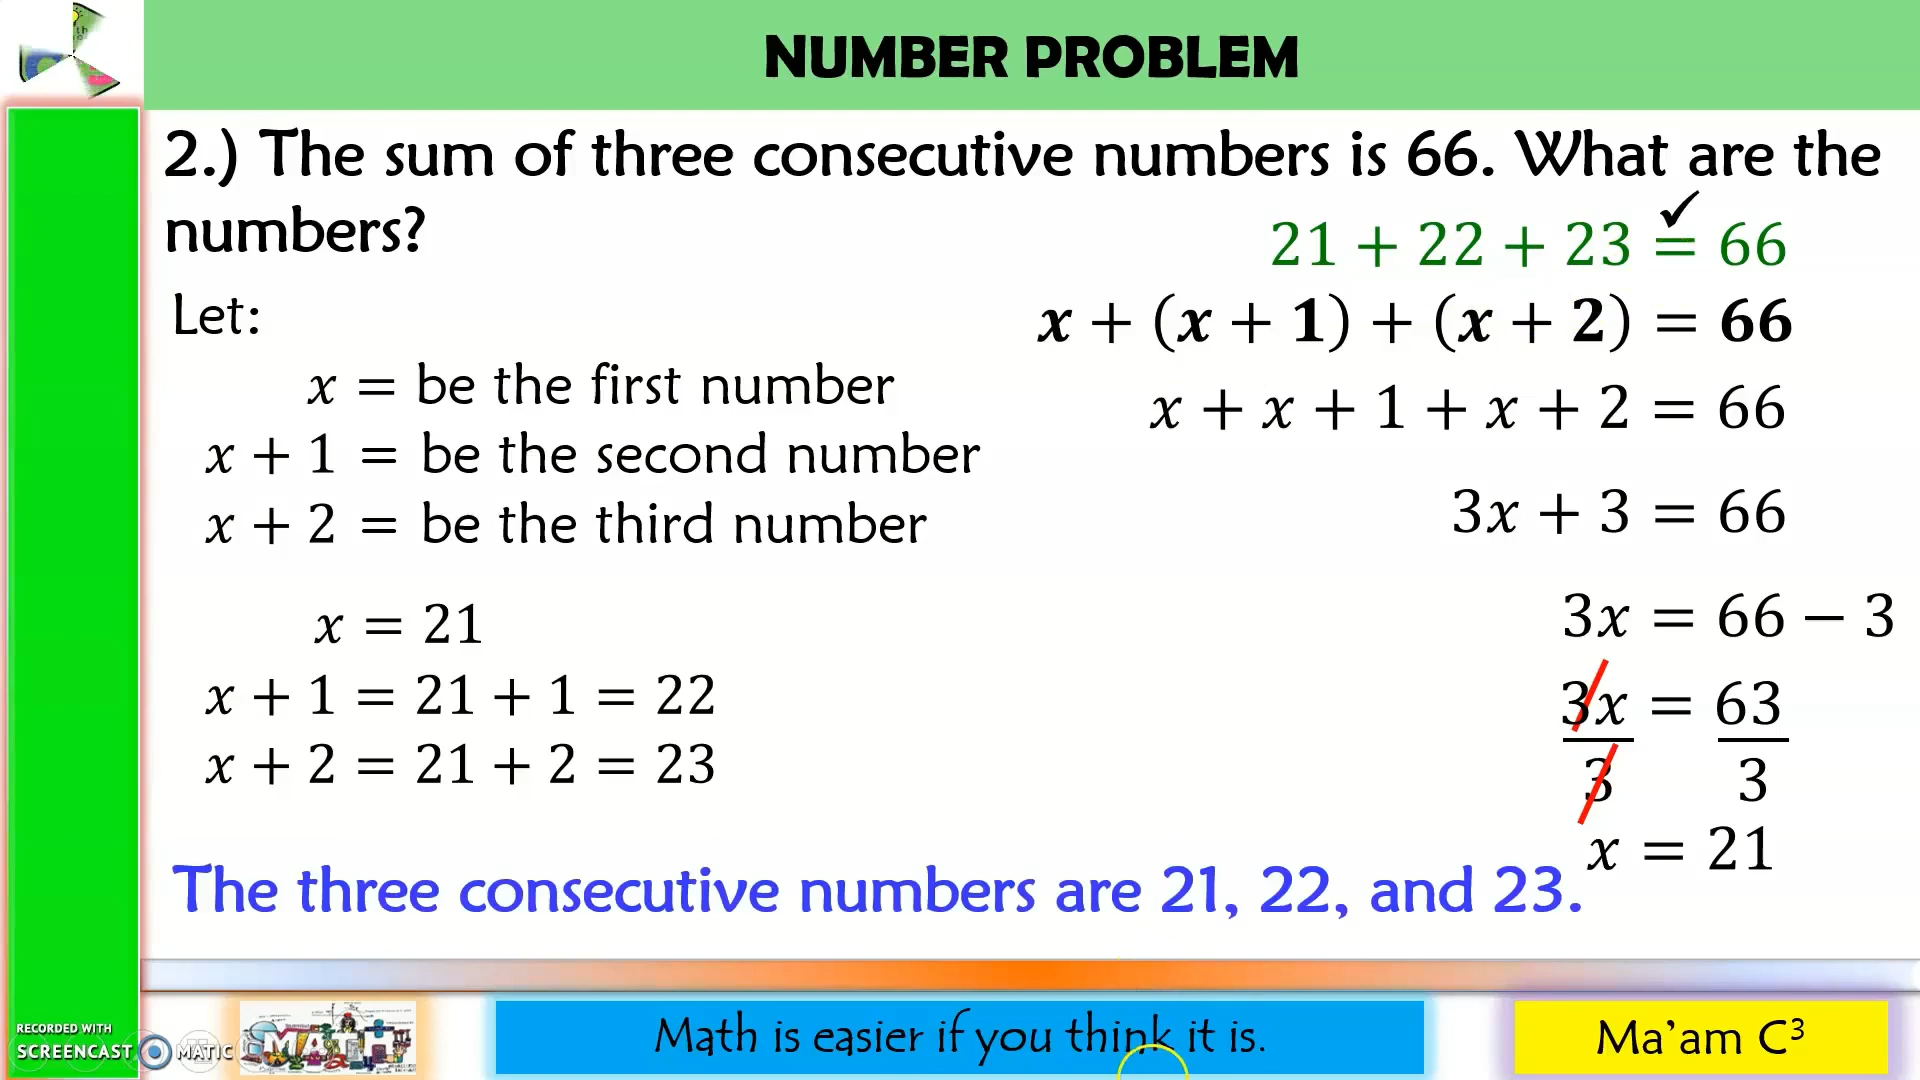 NUMBER PROBLEM
2.) The sum of three consecutive numbers is 66. What are the
numbers?
✓
21 + 22 + 23 = 66
Let:
x + (x + 1) + (x + 2) = 66
x = be the first number
x + x + 1 + x + 2 = 66
x + 1 = be the second number
x + 2 = be the third number
3x + 3 = 66
3x = 66 − 3
x = 21
x + 1 = 21 + 1 = 22
3x = 63
x + 2 = 21 + 2 = 23
3 3
x = 21
The three consecutive numbers are 21, 22, and 23.
RECORDED WITH
SCREENCAST MATIC
MATH
Math is easier if you think it is.
Ma'am C³